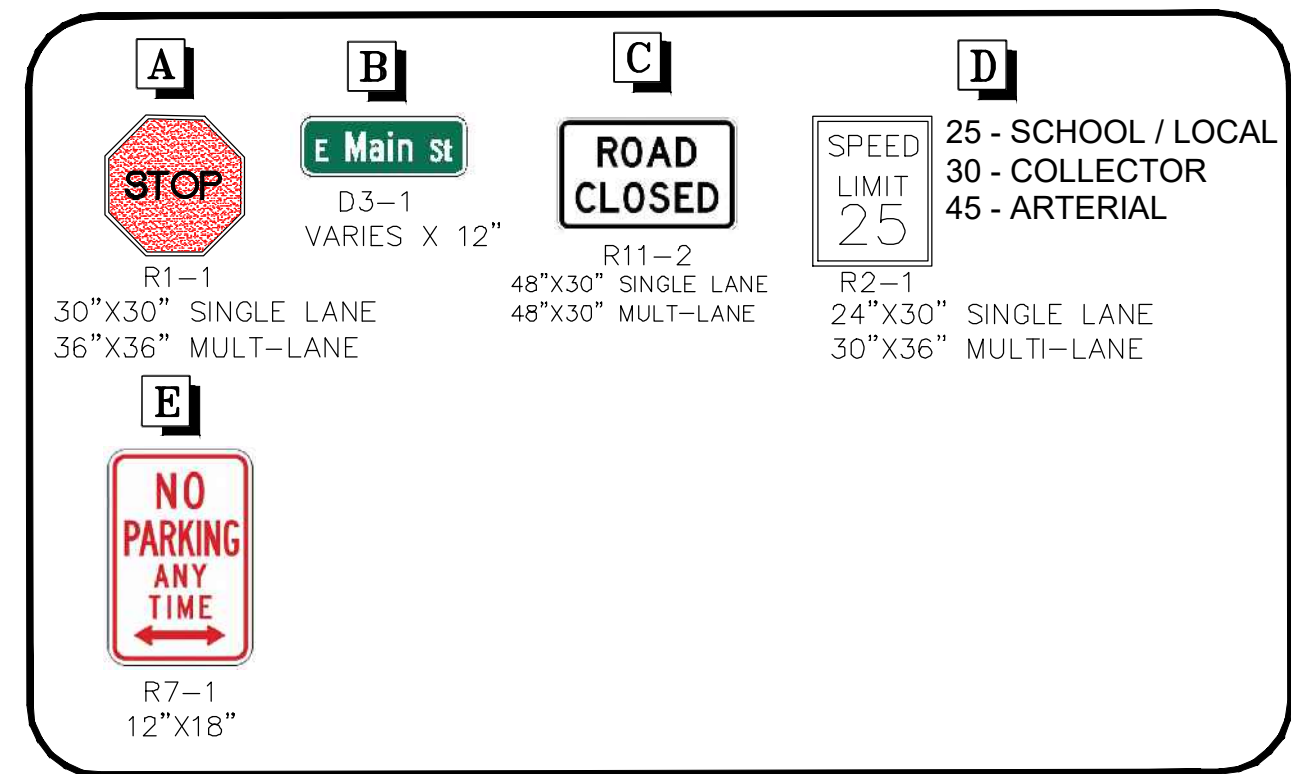 A
STOP
R1-1
30"X30" SINGLE LANE
36"X36" MULT-LANE
B
E Main St
D3-1
VARIES X 12"
C
ROAD
CLOSED
R11-2
48"X30" SINGLE LANE
48"X30" MULT-LANE
D
SPEED
LIMIT
25
25 - SCHOOL / LOCAL
30 - COLLECTOR
45 - ARTERIAL
R2-1
24"X30" SINGLE LANE
30"X36" MULTI-LANE
E
NO
PARKING
ANY
TIME
R7-1
12"X18"